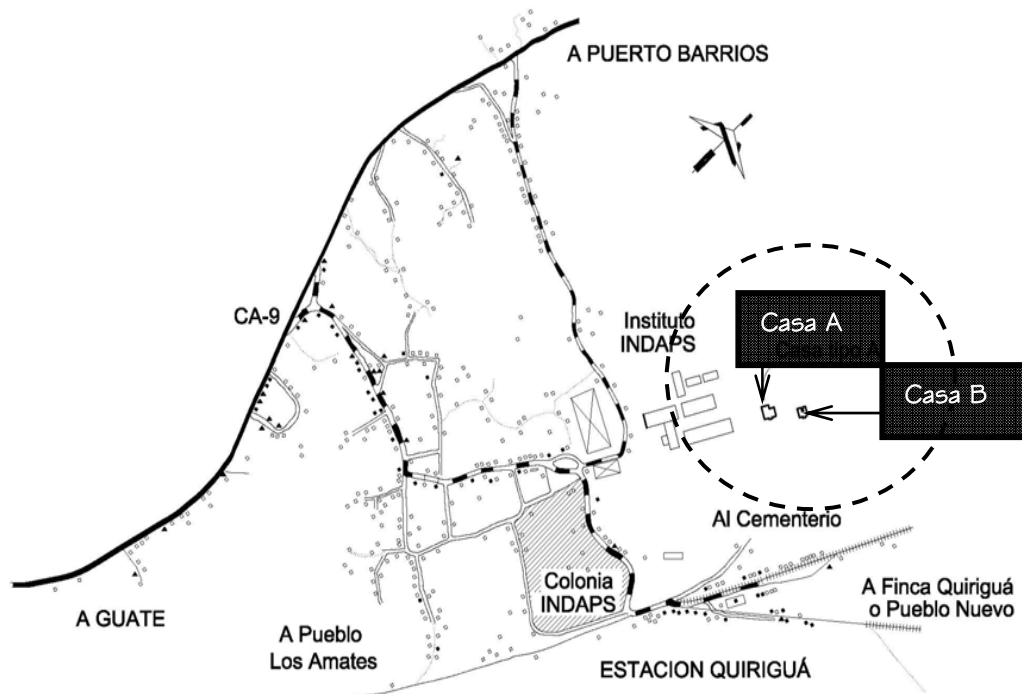 A PUERTO BARRIOS
CA-9
Instituto
INDAPS
Casa A
Casa tipo A
Casa B
Al Cementerio
Colonia
INDAPS
A Finca Quiriguá
o Pueblo Nuevo
A GUATE
A Pueblo
Los Amates
ESTACION QUIRIGUÁ